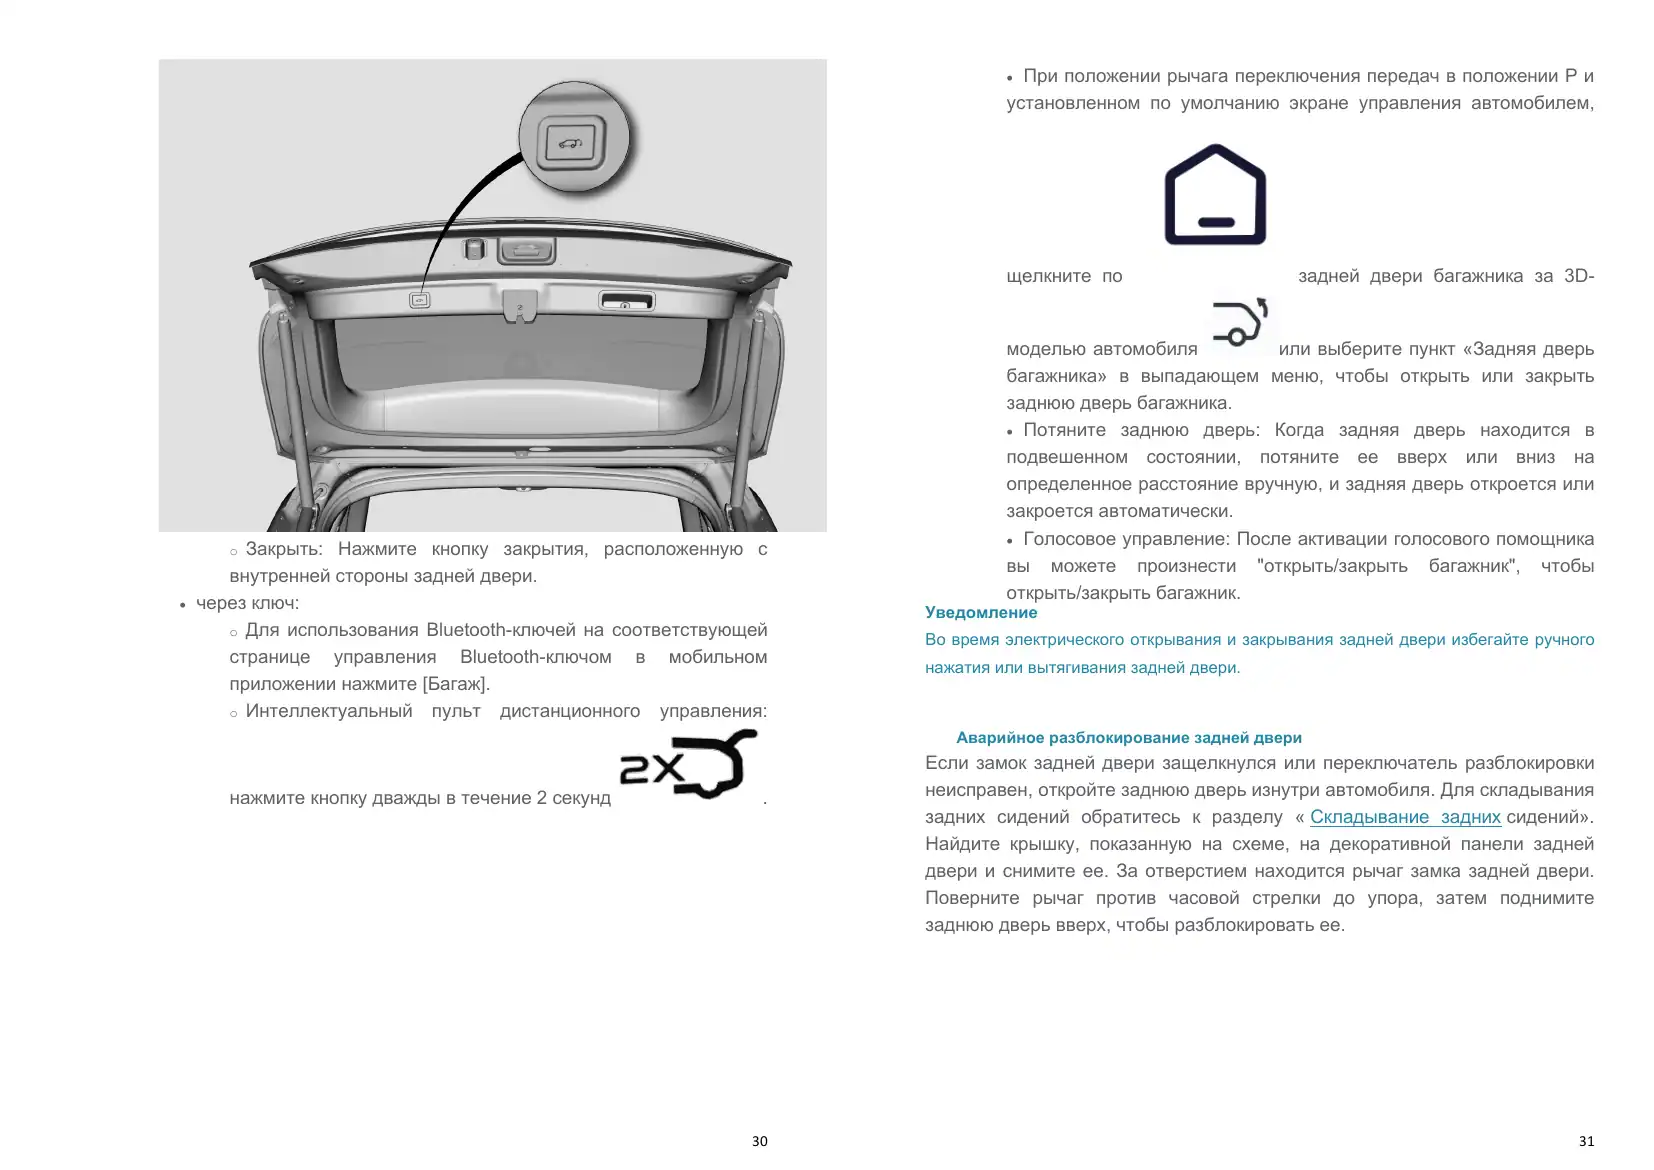 ○ Закрыть: Нажмите кнопку закрытия, расположенную с
внутренней стороны задней двери.
• через ключ:
○ Для использования Bluetooth-ключей на соответствующей
странице управления Bluetooth-ключом в мобильном
приложении нажмите [Багаж].
○ Интеллектуальный пульт дистанционного управления:
2X
нажмите кнопку дважды в течение 2 секунд .
30
• При положении рычага переключения передач в положении P и
установленном по умолчанию экране управления автомобилем,
щелкните по задней двери багажника за 3D-
моделью автомобиля или выберите пункт «Задняя дверь
багажника» в выпадающем меню, чтобы открыть или закрыть
заднюю дверь багажника.
• Потяните заднюю дверь: Когда задняя дверь находится в
подвешенном состоянии, потяните ее вверх или вниз на
определенное расстояние вручную, и задняя дверь откроется или
закроется автоматически.
• Голосовое управление: После активации голосового помощника
вы можете произнести "открыть/закрыть багажник", чтобы
открыть/закрыть багажник.
Уведомление
Во время электрического открывания и закрывания задней двери избегайте ручного
нажатия или вытягивания задней двери.
Аварийное разблокирование задней двери
Если замок задней двери защелкнулся или переключатель разблокировки
неисправен, откройте заднюю дверь изнутри автомобиля. Для складывания
задних сидений обратитесь к разделу « Складывание задних сидений».
Найдите крышку, показанную на схеме, на декоративной панели задней
двери и снимите ее. За отверстием находится рычаг замка задней двери.
Поверните рычаг против часовой стрелки до упора, затем поднимите
заднюю дверь вверх, чтобы разблокировать ее.
31